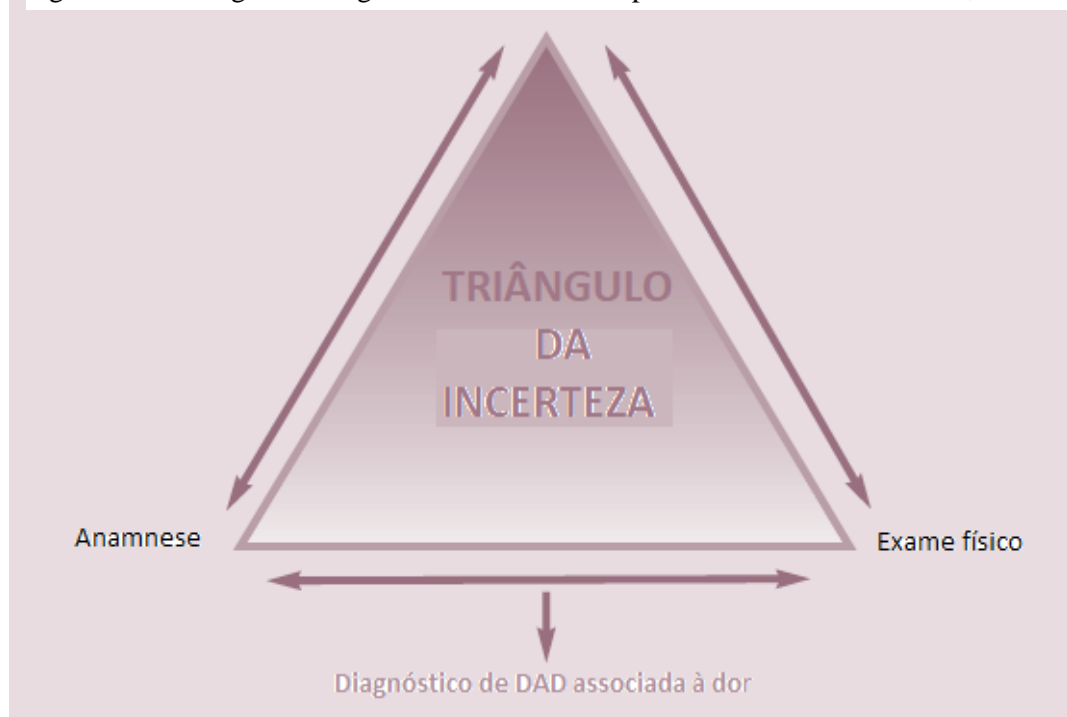 TRIÂNGULO
DA
INCERTEZA
Anamnese
Exame físico
Diagnóstico de DAD associada à dor